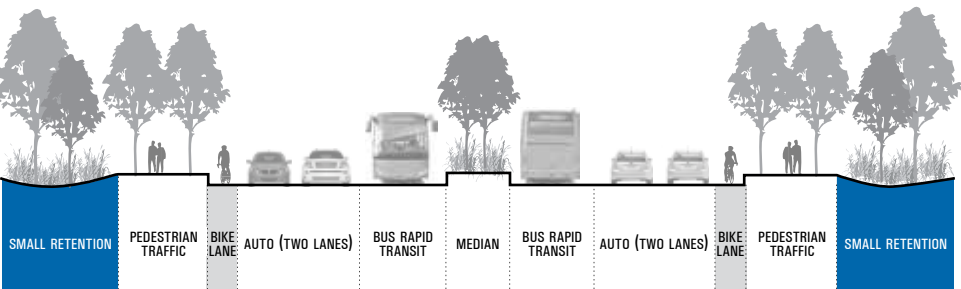 SMALL RETENTION
PEDESTRIAN
TRAFFIC
BIKE
LANE
AUTO (TWO LANES)
BUS RAPID
TRANSIT
MEDIAN
BUS RAPID
TRANSIT
AUTO (TWO LANES)
BIKE
LANE
PEDESTRIAN
TRAFFIC
SMALL RETENTION